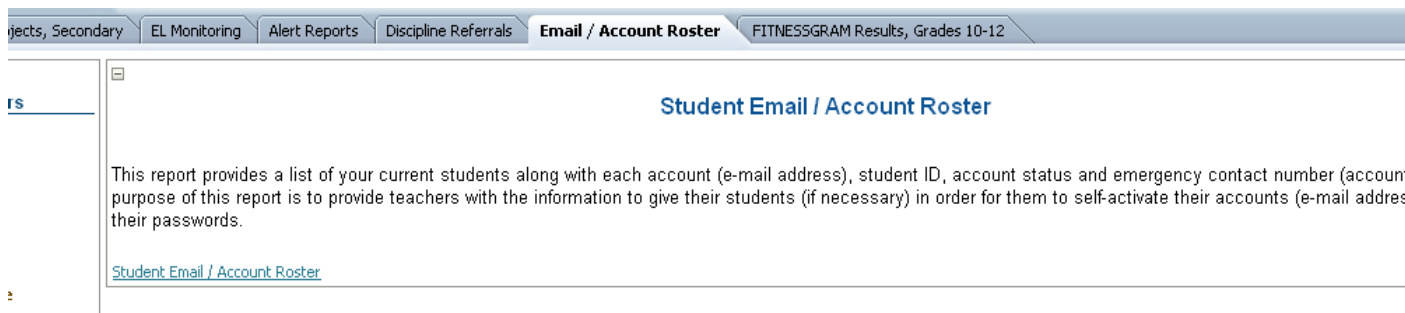 jects, Secondary EL Monitoring Alert Reports Discipline Referrals Email / Account Roster FITNESSGRAM Results, Grades 10-12
rs
Student Email / Account Roster
This report provides a list of your current students along with each account (e-mail address), student ID, account status and emergency contact number (account
purpose of this report is to provide teachers with the information to give their students (if necessary) in order for them to self-activate their accounts (e-mail addres
their passwords.
Student Email / Account Roster
e